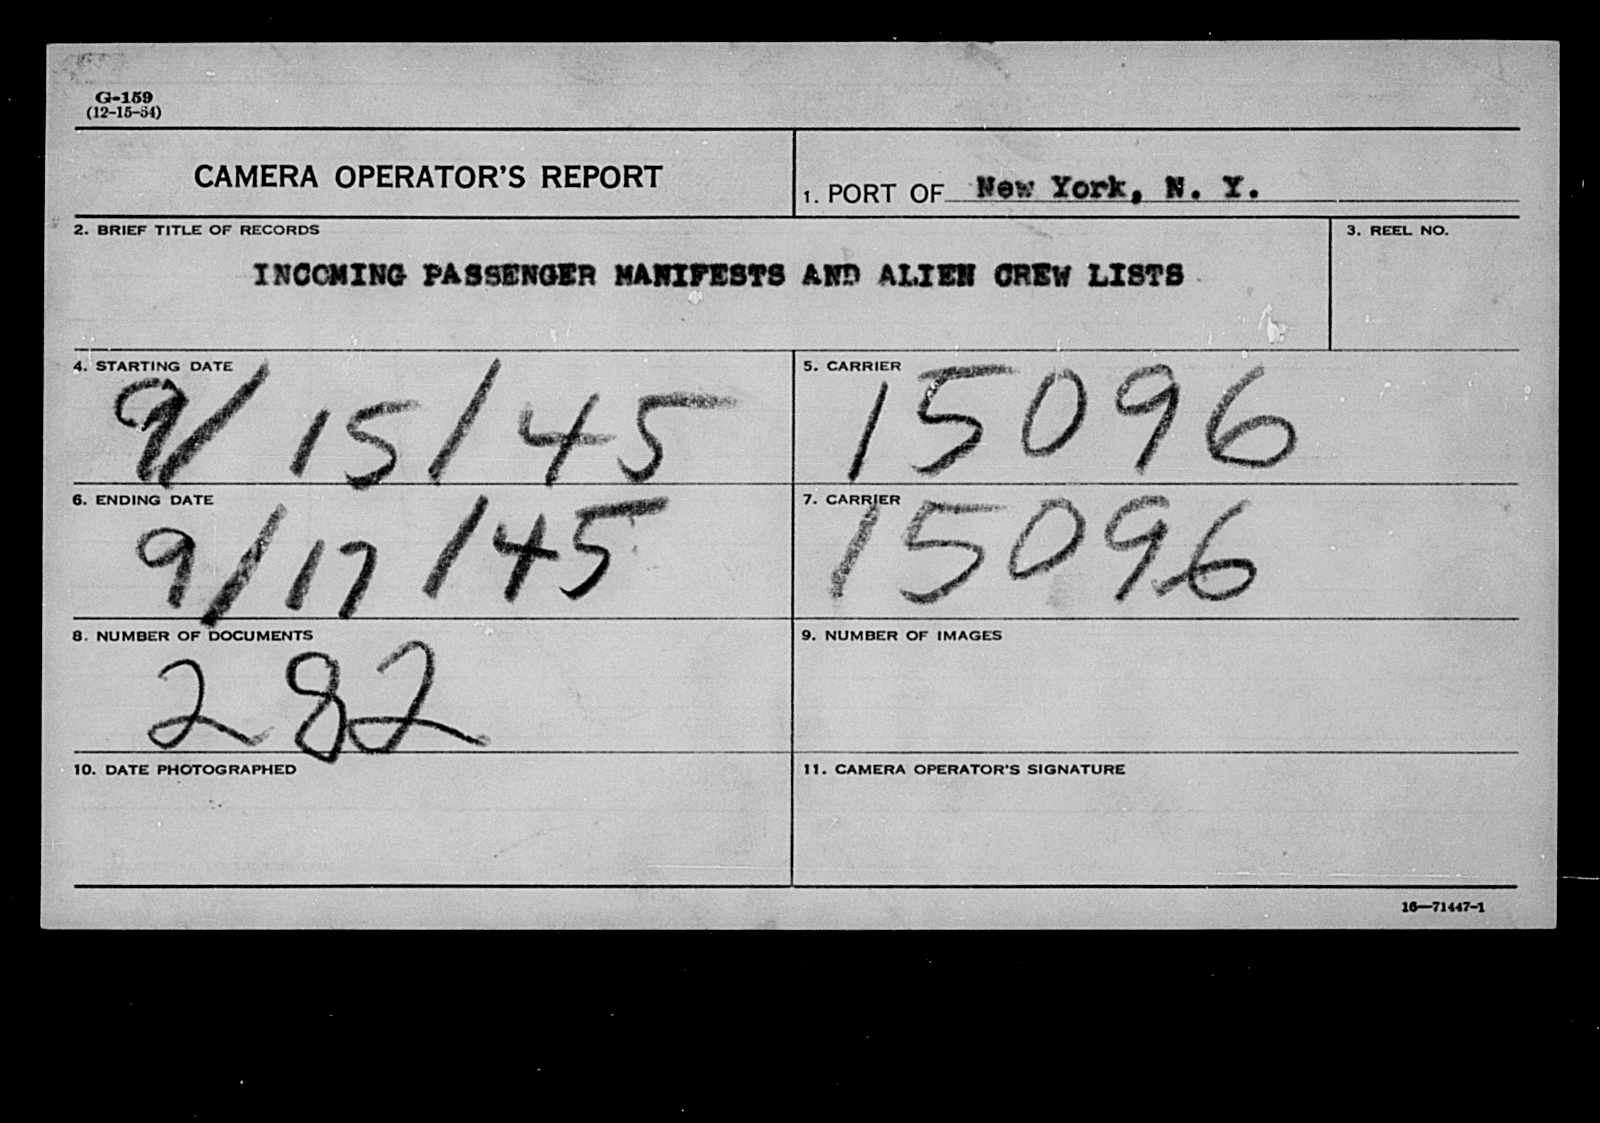 G-159
(12-15-54)
CAMERA OPERATOR'S REPORT
1. PORT OF New York, N. Y.
2. BRIEF TITLE OF RECORDS
3. REEL NO.
INCOMING PASSENGER MANIFESTS AND ALIEN CREW LISTS
4. STARTING DATE
9/15/45
5. CARRIER
15096
6. ENDING DATE
9/17/45
7. CARRIER
15096
8. NUMBER OF DOCUMENTS
282
9. NUMBER OF IMAGES
10. DATE PHOTOGRAPHED
11. CAMERA OPERATOR'S SIGNATURE
16—71447-1